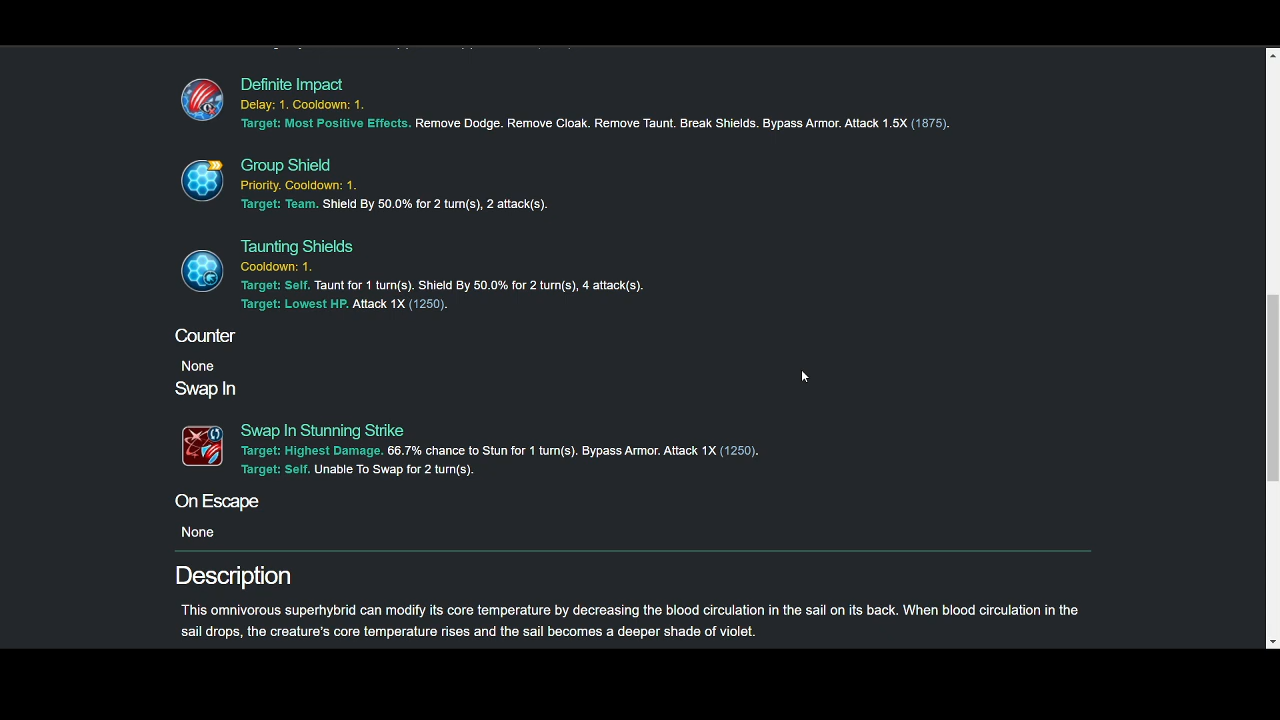 Definite Impact
Delay: 1. Cooldown: 1.
Target: Most Positive Effects. Remove Dodge. Remove Cloak. Remove Taunt. Break Shields. Bypass Armor. Attack 1.5X (1875).
Group Shield
Priority. Cooldown: 1.
Target: Team. Shield By 50.0% for 2 turn(s), 2 attack(s).
Taunting Shields
Cooldown: 1.
Target: Self. Taunt for 1 turn(s). Shield By 50.0% for 2 turn(s), 4 attack(s).
Target: Lowest HP. Attack 1X (1250).
Counter
None
Swap In
Swap In Stunning Strike
Target: Highest Damage. 66.7% chance to Stun for 1 turn(s). Bypass Armor. Attack 1X (1250).
Target: Self. Unable To Swap for 2 turn(s).
On Escape
None
Description
This omnivorous superhybrid can modify its core temperature by decreasing the blood circulation in the sail on its back. When blood circulation in the
sail drops, the creature's core temperature rises and the sail becomes a deeper shade of violet.